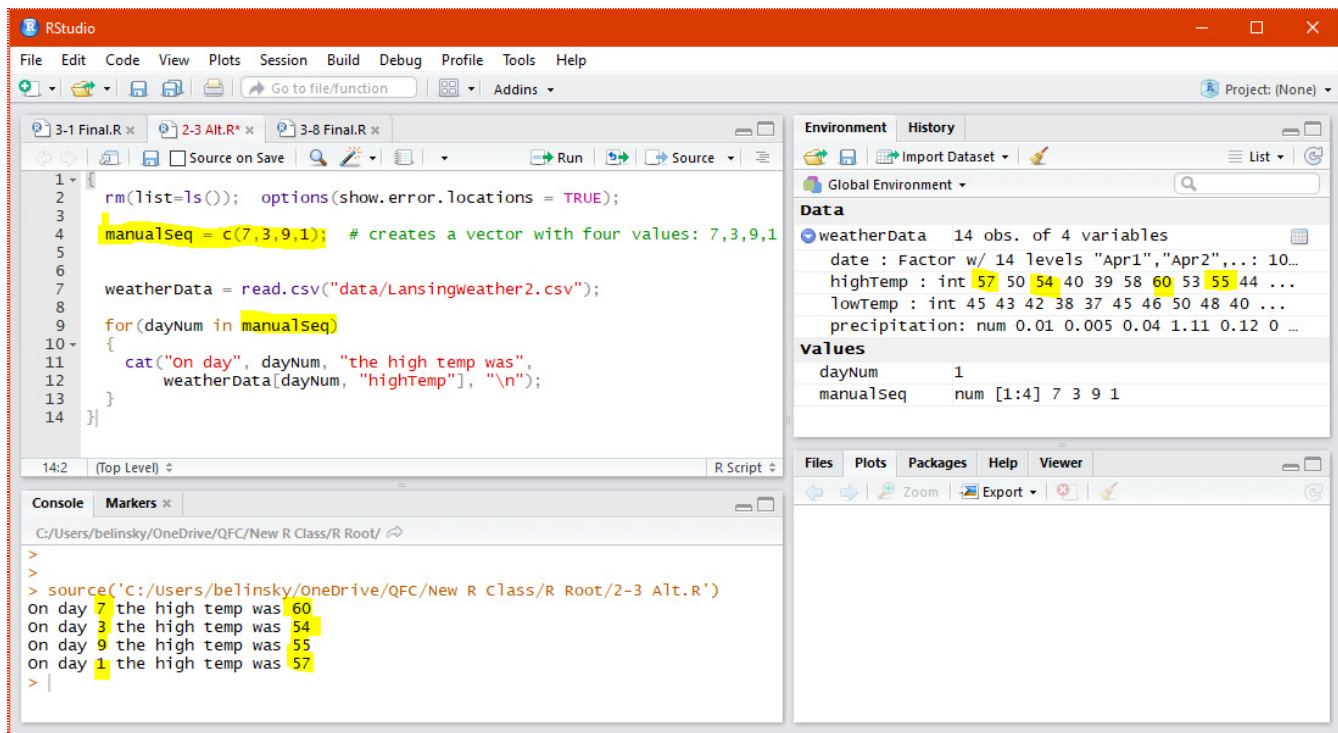 RStudio
File Edit Code View Plots Session Build Debug Profile Tools Help
Go to file/function Addins Project: (None)
3-1 Final.R 2-3 Alt.R* 3-8 Final.R
Source on Save Run Source
1 {
2 rm(list=ls()); options(show.error.locations = TRUE);
3
4 manualSeq = c(7,3,9,1); # creates a vector with four values: 7,3,9,1
5
6
7 weatherData = read.csv("data/LansingWeather2.csv");
8
9 for(dayNum in manualSeq)
10 {
11 cat("On day", dayNum, "the high temp was",
12 weatherData[dayNum, "highTemp"], "\n");
13 }
14 }
14:2 (Top Level) R Script
Console Markers
C:/Users/belinsky/OneDrive/QFC/New R Class/R Root/
>
>
> source('C:/Users/belinsky/OneDrive/QFC/New R Class/R Root/2-3 Alt.R')
On day 7 the high temp was 60
On day 3 the high temp was 54
On day 9 the high temp was 55
On day 1 the high temp was 57
>
Environment History
Import Dataset List
Global Environment
Data
weatherData 14 obs. of 4 variables
date : Factor w/ 14 levels "Apr1","Apr2",..: 10…
highTemp : int 57 50 54 40 39 58 60 53 55 44 ...
lowTemp : int 45 43 42 38 37 45 46 50 48 40 ...
precipitation: num 0.01 0.005 0.04 1.11 0.12 0 …
Values
dayNum 1
manualSeq num [1:4] 7 3 9 1
Files Plots Packages Help Viewer
Zoom Export